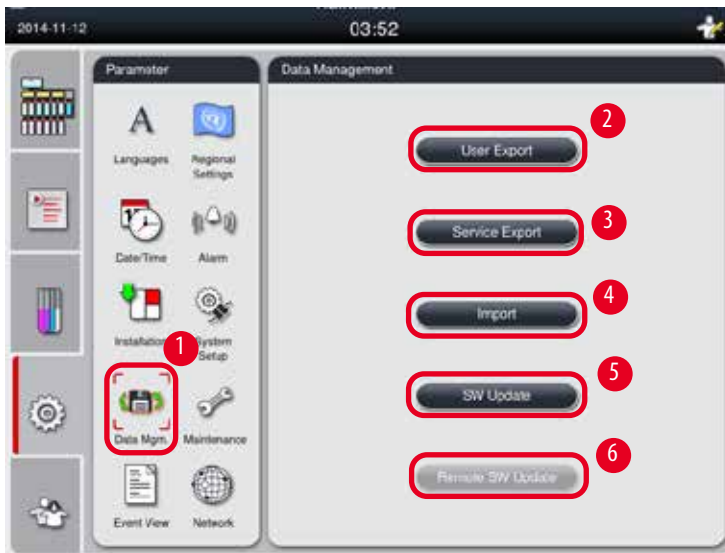 2014-11-12
03:52
Parameter
Data Management
Languages
Regional
Settings
Date/Time
Alarm
Installation
System
Setup
Data Mgm.
Maintenance
Event View
Network
User Export
Service Export
Import
SW Update
Remote SW Update
1
2
3
4
5
6